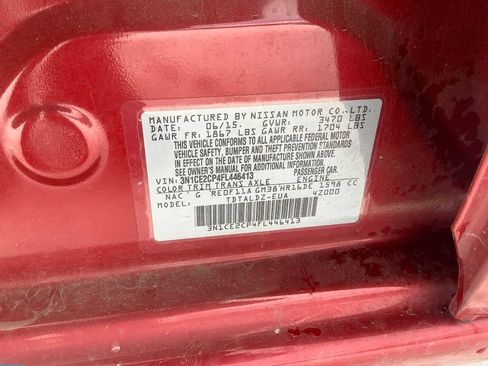 MANUFACTURED BY NISSAN MOTOR CO.,LTD.
DATE: 06/15. GVWR: 3470 LBS
GAWR FR: 1867 LBS GAWR RR: 1704 LBS
THIS VEHICLE CONFORMS TO ALL APPLICABLE FEDERAL MOTOR
VEHICLE SAFETY, BUMPER AND THEFT PREVENTION STANDARDS
IN EFFECT ON THE DATE OF MANUFACTURE SHOWN ABOVE.
SEE OWNER'S MANUAL FOR ADDITIONAL INFORMATION.
VIN: 3N1CE2CP4FL446413 PASSENGER CAR
COLOR TRIM TRANS AXLE ENGINE
NAC G RE0F11A GM38 HR16DE 1598 CC
MODEL: TDTALDZ-EUA 4Z000
3N1CE2CP4FL446413